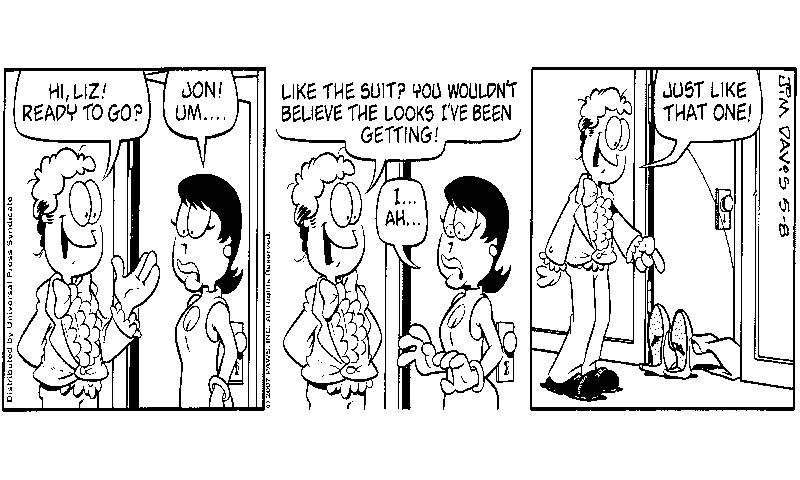 HI, LIZ!
READY TO GO?
JON!
UM....
LIKE THE SUIT? YOU WOULDN'T
BELIEVE THE LOOKS I'VE BEEN
GETTING!
I...
AH...
JUST LIKE
THAT ONE!
JPM DAVIS 5-8
Distributed by Universal Press Syndicate
© 2007 PAWS, INC. All Rights Reserved.